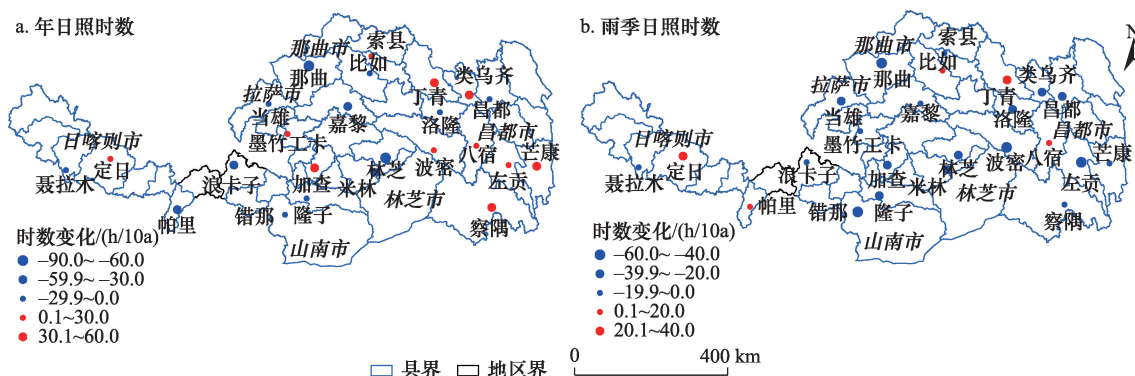 a. 年日照时数
那曲市
索县
比如
那曲
类乌齐
丁青
昌都
拉萨市
当雄
嘉黎
洛隆
昌都市
墨竹工卡
日喀则市
定日
聂拉木
浪卡子
加查
米林
林芝
波密
八宿
芒康
左贡
林芝市
帕里
错那
隆子
察隅
山南市
时数变化/(h/10a)
–90.0~ –60.0
–59.9~ –30.0
–29.9~0.0
0.1~30.0
30.1~60.0
b. 雨季日照时数
N
那曲市
索县
比如
那曲
类乌齐
丁青
昌都
拉萨市
当雄
嘉黎
洛隆
昌都市
墨竹工卡
日喀则市
定日
聂拉木
浪卡子
加查
米林
林芝
波密
八宿
芒康
左贡
林芝市
帕里
错那
隆子
察隅
山南市
时数变化/(h/10a)
–60.0~ –40.0
–39.9~ –20.0
–19.9~0.0
0.1~20.0
20.1~40.0
县界 地区界
0 400 km